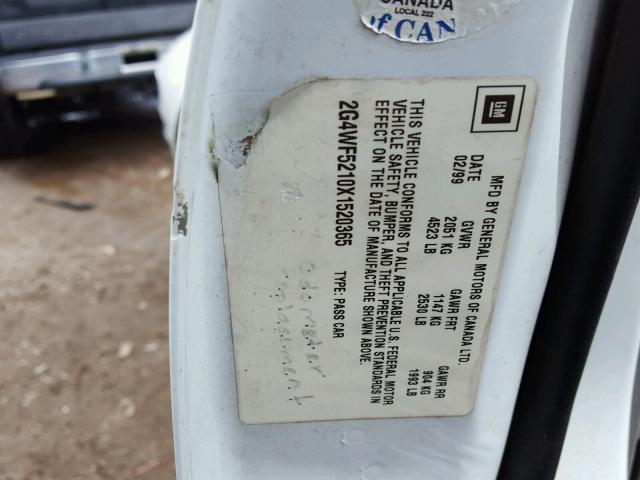 CANADA
LOCAL 222
of CAN
GM
MFD BY GENERAL MOTORS OF CANADA LTD.
DATE GVWR GAWR FRT GAWR RR
02/99 2051 KG 1147 KG 904 KG
4523 LB 2530 LB 1993 LB
THIS VEHICLE CONFORMS TO ALL APPLICABLE U.S. FEDERAL MOTOR
VEHICLE SAFETY, BUMPER, AND THEFT PREVENTION STANDARDS IN
EFFECT ON THE DATE OF MANUFACTURE SHOWN ABOVE.
2G4WF5210X1520365 TYPE: PASS CAR
odometer
replacement